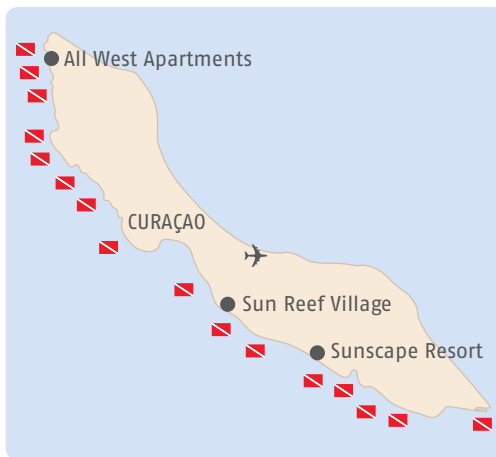 All West Apartments
CURAÇAO
Sun Reef Village
Sunscape Resort